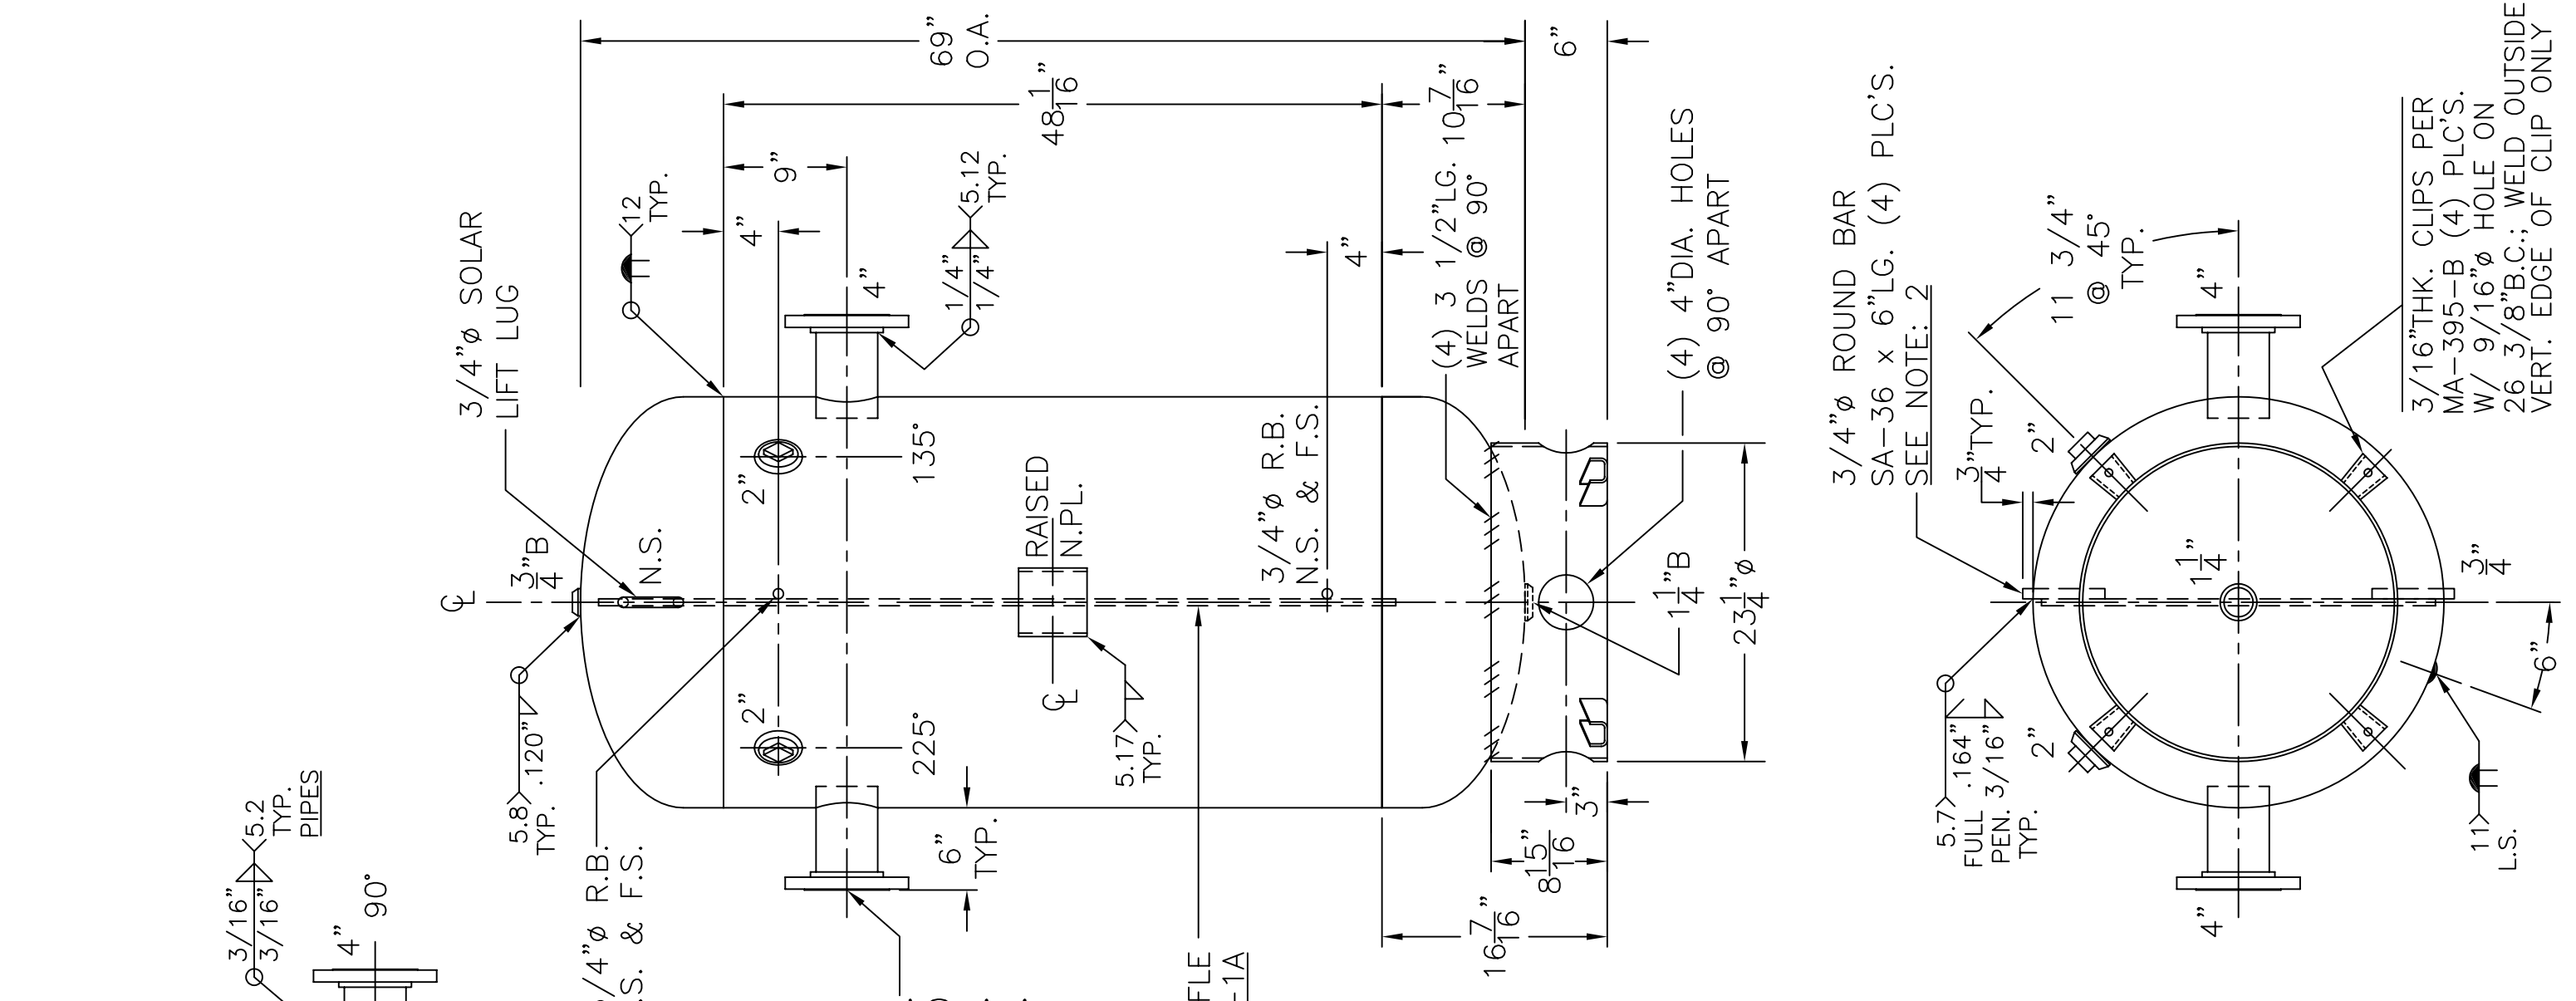 3/16"
3/16"
5.2
TYP.
PIPES
4"
90°
3/4"ø SOLAR
LIFT LUG
12
TYP.
5.8
TYP.
.120"
3/4"B
N.S.
CL
3/4"ø R.B.
N.S. & F.S.
2"
135°
2"
225°
4"
9"
4"
1/4"
1/4"
5.12
TYP.
69"
O.A.
48 1/16"
10 7/16"
6"
RAISED
N.PL.
CL
5.17
TYP.
6"
TYP.
3/4"ø R.B.
N.S. & F.S.
4"
(4) 3 1/2"LG.
WELDS @ 90°
APART
(4) 4"DIA. HOLES
@ 90° APART
1 1/4"B
23 1/4"ø
3"
8 15/16"
16 7/16"
FLE
-1A
3/4"ø ROUND BAR
SA-36 x 6"LG. (4) PLC'S.
SEE NOTE: 2
3/4" TYP.
2"
11 3/4"
@ 45°
TYP.
4"
3/16"THK. CLIPS PER
MA-395-B (4) PLC'S.
W/ 9/16"ø HOLE ON
26 3/8"B.C.; WELD OUTSIDE
VERT. EDGE OF CLIP ONLY
1 1/4"
3/4"
6"
5.7
FULL
PEN.
TYP.
.164"
3/16"
2"
4"
11
L.S.